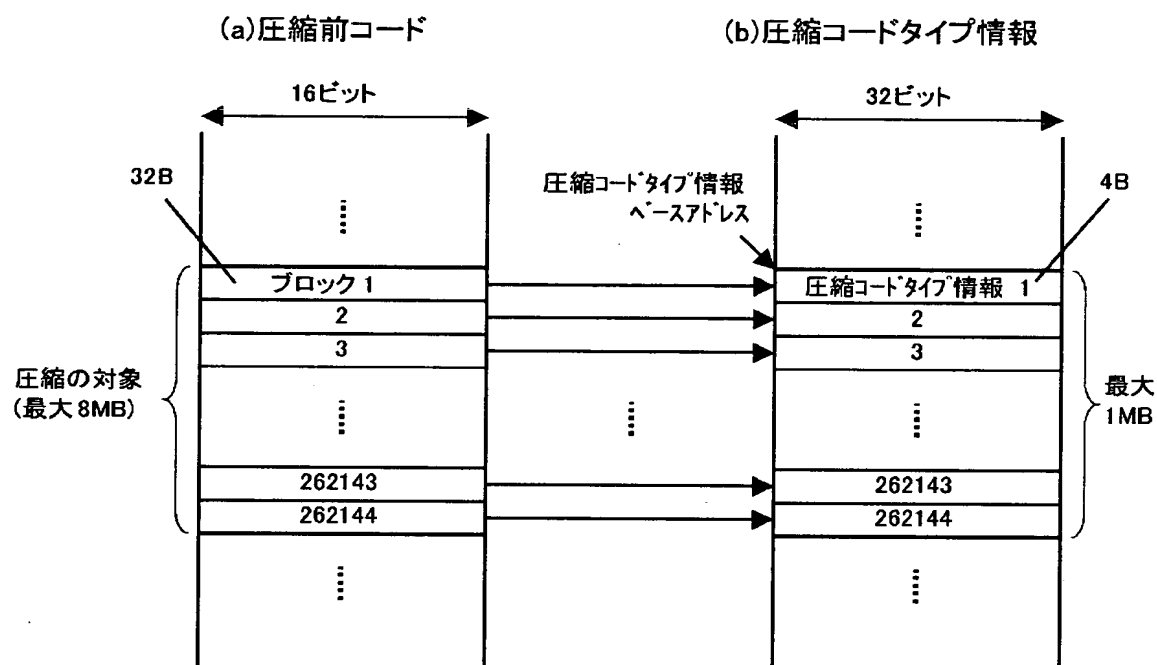 (a)圧縮前コード
16ビット
32B
ブロック 1
2
3
262143
262144
圧縮の対象
(最大 8MB)
(b)圧縮コードタイプ情報
32ビット
圧縮コードタイプ情報
ベースアドレス
4B
圧縮コードタイプ情報 1
2
3
262143
262144
最大
1MB